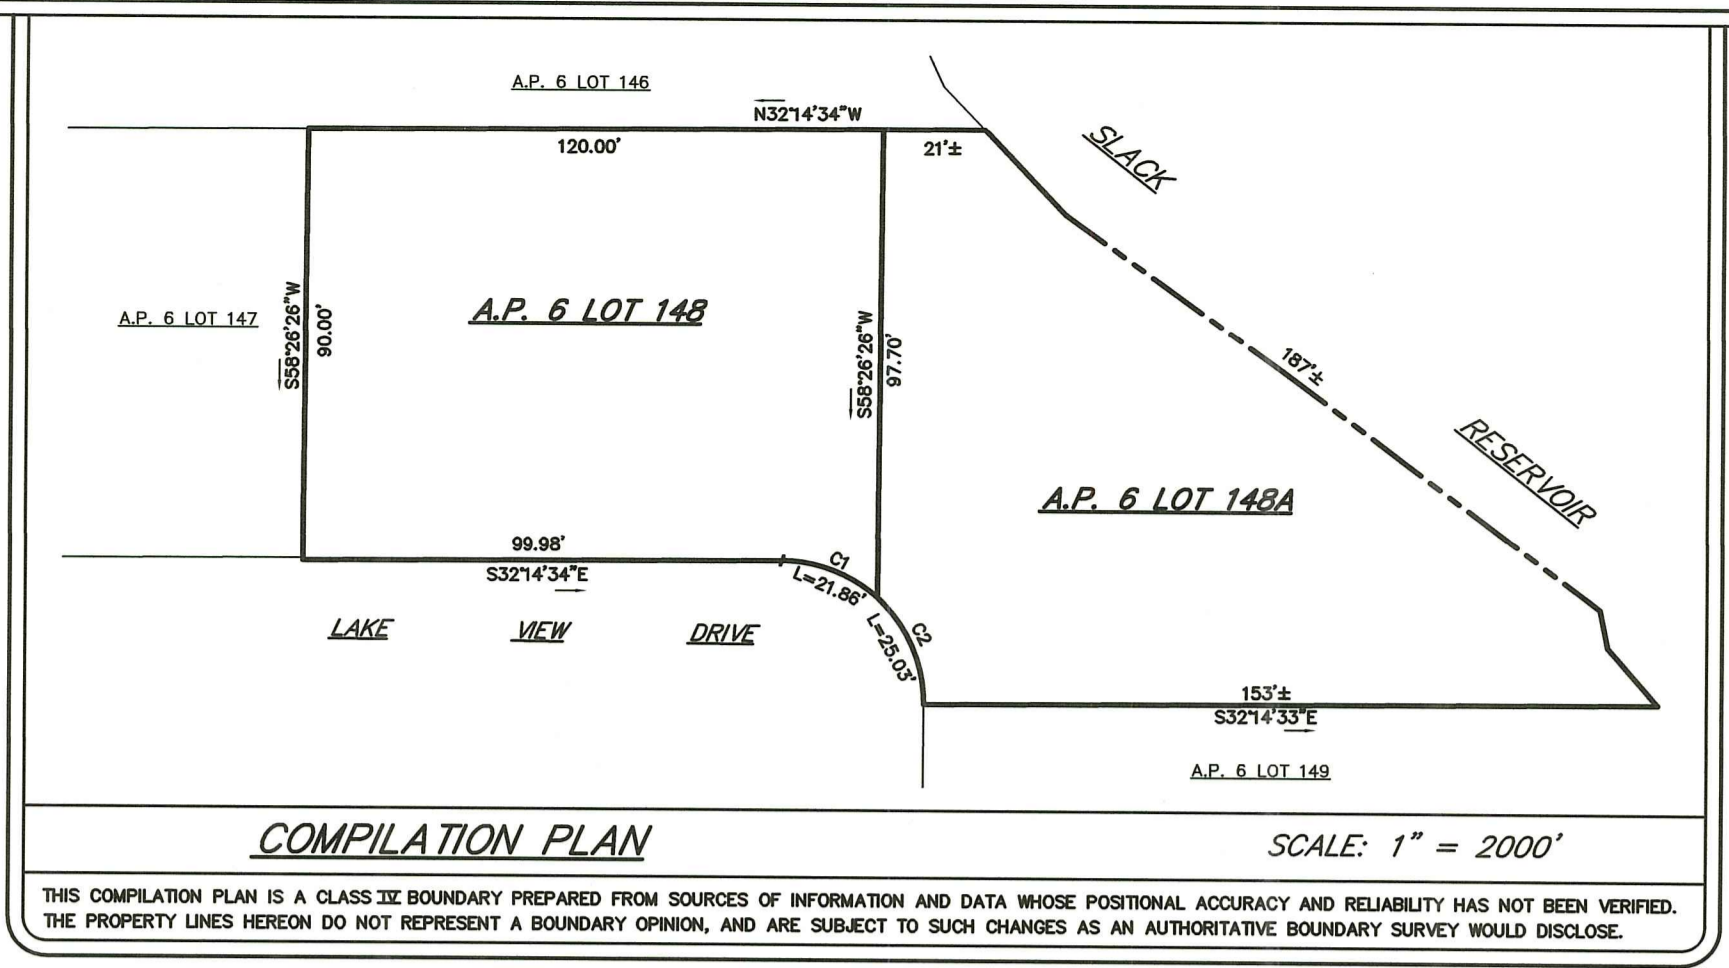 A.P. 6 LOT 146
N32°14'34"W
120.00'
21'±
SLACK
S58°26'26"W
90.00'
A.P. 6 LOT 147
A.P. 6 LOT 148
S58°26'26"W
97.70'
187'±
RESERVOIR
A.P. 6 LOT 148A
99.98'
S32°14'34"E
C1
L=21.86'
C2
L=25.03'
LAKE VIEW DRIVE
153'±
S32°14'33"E
A.P. 6 LOT 149
COMPILATION PLAN
SCALE: 1" = 2000'
THIS COMPILATION PLAN IS A CLASS IV BOUNDARY PREPARED FROM SOURCES OF INFORMATION AND DATA WHOSE POSITIONAL ACCURACY AND RELIABILITY HAS NOT BEEN VERIFIED.
THE PROPERTY LINES HEREON DO NOT REPRESENT A BOUNDARY OPINION, AND ARE SUBJECT TO SUCH CHANGES AS AN AUTHORITATIVE BOUNDARY SURVEY WOULD DISCLOSE.